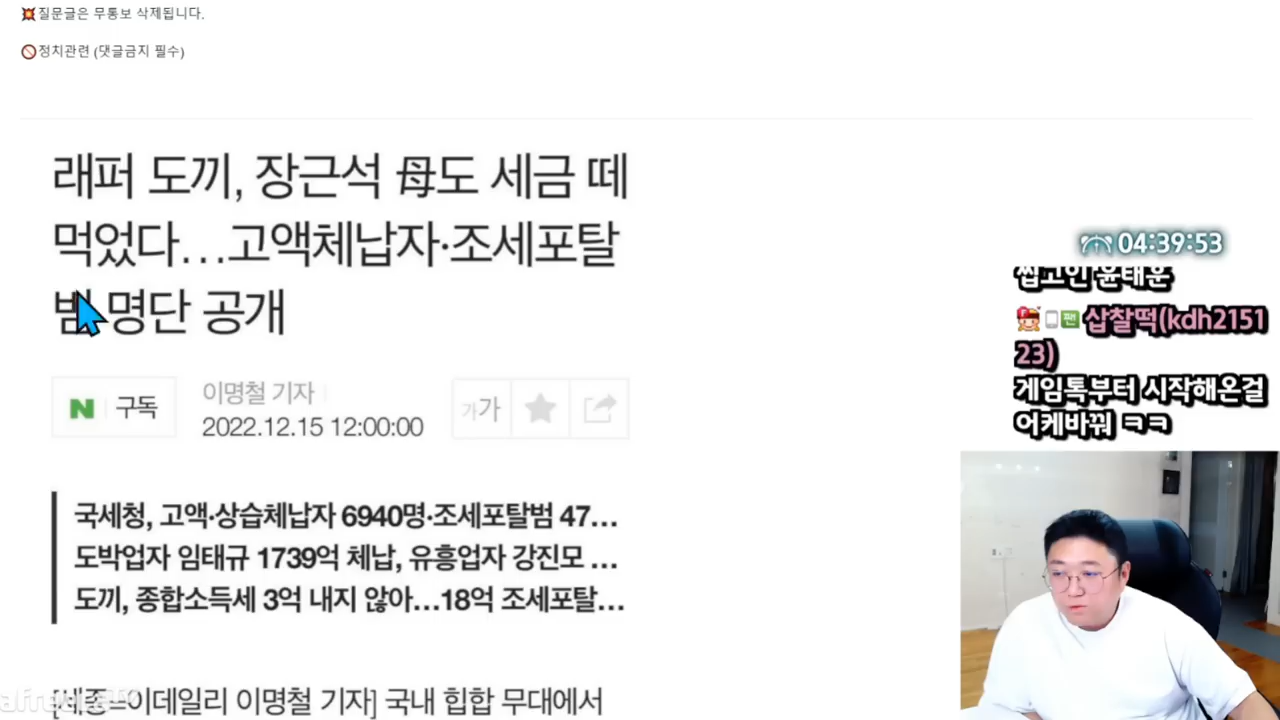 질문글은 무통보 삭제됩니다.
정치관련 (댓글금지 필수)
래퍼 도끼, 장근석 母도 세금 떼
먹었다…고액체납자·조세포탈
범 명단 공개
N 구독
이명철 기자
2022.12.15 12:00:00
가가
국세청, 고액·상습체납자 6940명·조세포탈범 47…
도박업자 임태규 1739억 체납, 유흥업자 강진모 …
도끼, 종합소득세 3억 내지 않아…18억 조세포탈…
[세종=이데일리 이명철 기자] 국내 힙합 무대에서
04:39:53
씹고인 윤태훈
팬 삽찰떡(kdh2151
23)
게임톡부터 시작해온걸
어케바꿔 ㅋㅋ